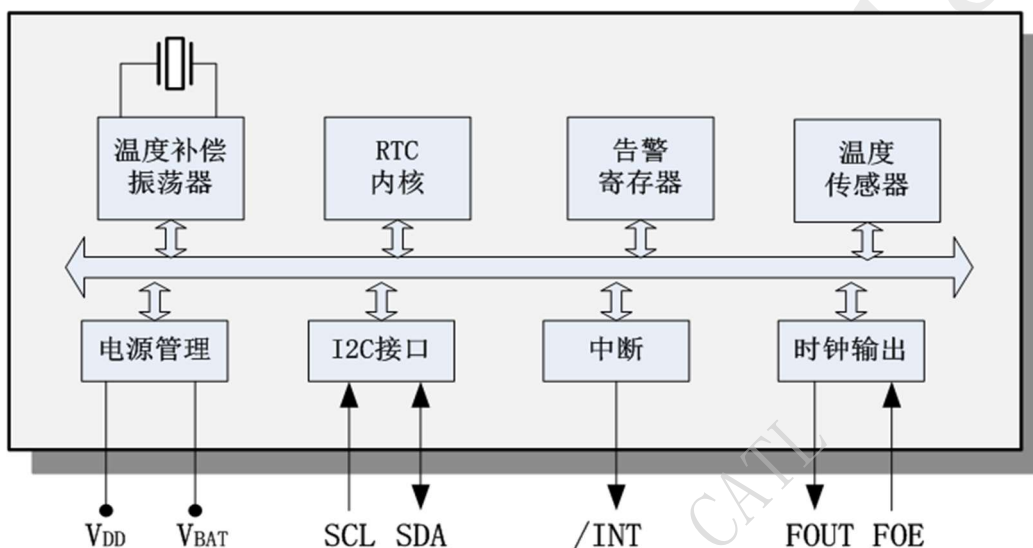 温度补偿
振荡器
RTC
内核
告警
寄存器
温度
传感器
电源管理
I2C接口
中断
时钟输出
VDD
VBAT
SCL
SDA
/INT
FOUT
FOE
CATL